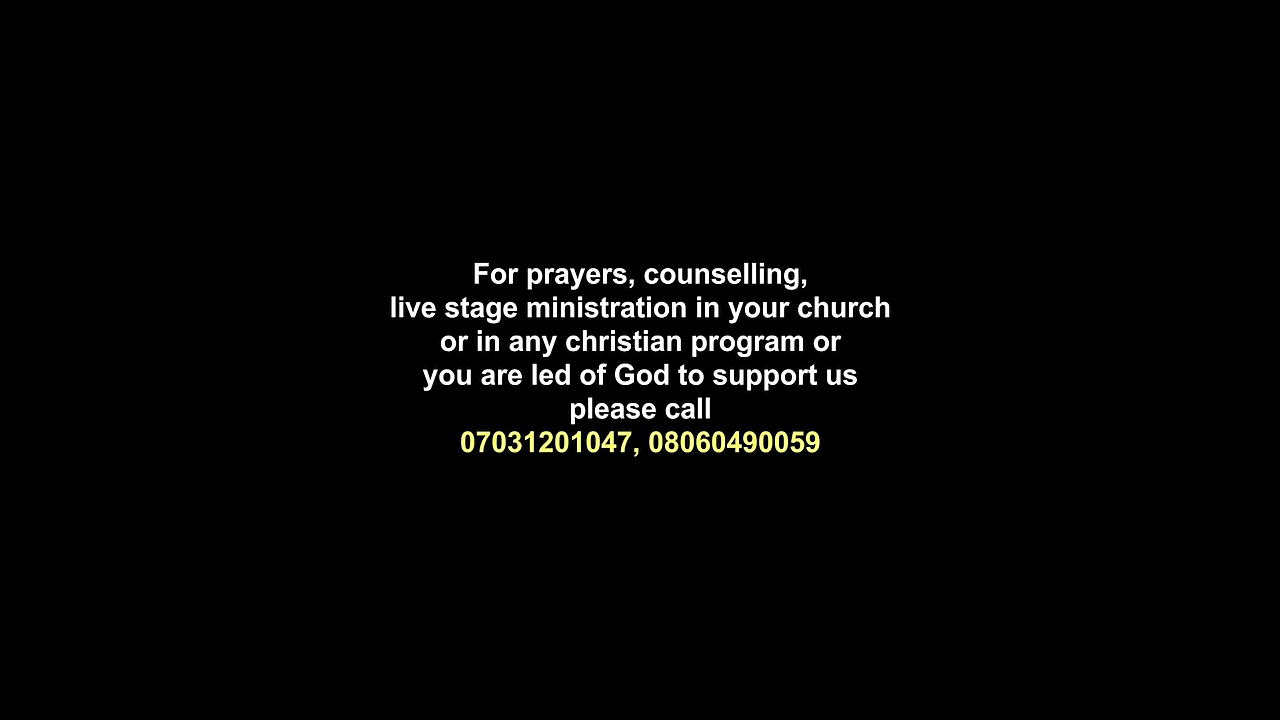 For prayers, counselling,
live stage ministration in your church
or in any christian program or
you are led of God to support us
please call
07031201047, 08060490059